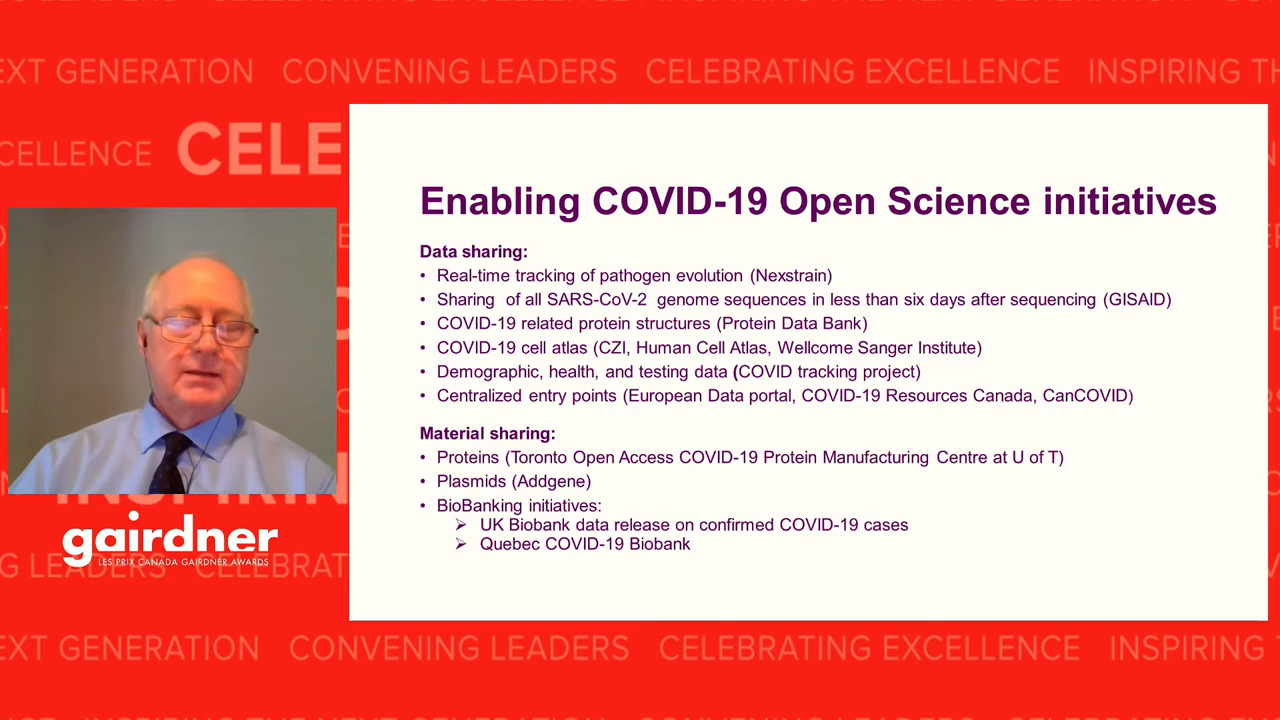 EXT GENERATION CONVENING LEADERS CELEBRATING EXCELLENCE INSPIRING TH
CELLENCE CELE
Enabling COVID-19 Open Science initiatives
Data sharing:
• Real-time tracking of pathogen evolution (Nexstrain)
• Sharing of all SARS-CoV-2 genome sequences in less than six days after sequencing (GISAID)
• COVID-19 related protein structures (Protein Data Bank)
• COVID-19 cell atlas (CZI, Human Cell Atlas, Wellcome Sanger Institute)
• Demographic, health, and testing data (COVID tracking project)
• Centralized entry points (European Data portal, COVID-19 Resources Canada, CanCOVID)
Material sharing:
• Proteins (Toronto Open Access COVID-19 Protein Manufacturing Centre at U of T)
• Plasmids (Addgene)
• BioBanking initiatives:
➢ UK Biobank data release on confirmed COVID-19 cases
➢ Quebec COVID-19 Biobank
gairdner
LES PRIX CANADA GAIRDNER AWARDS
G LEADERS CELEBRAT
EXT GENERATION CONVENING LEADERS CELEBRATING EXCELLENCE INSPIRING